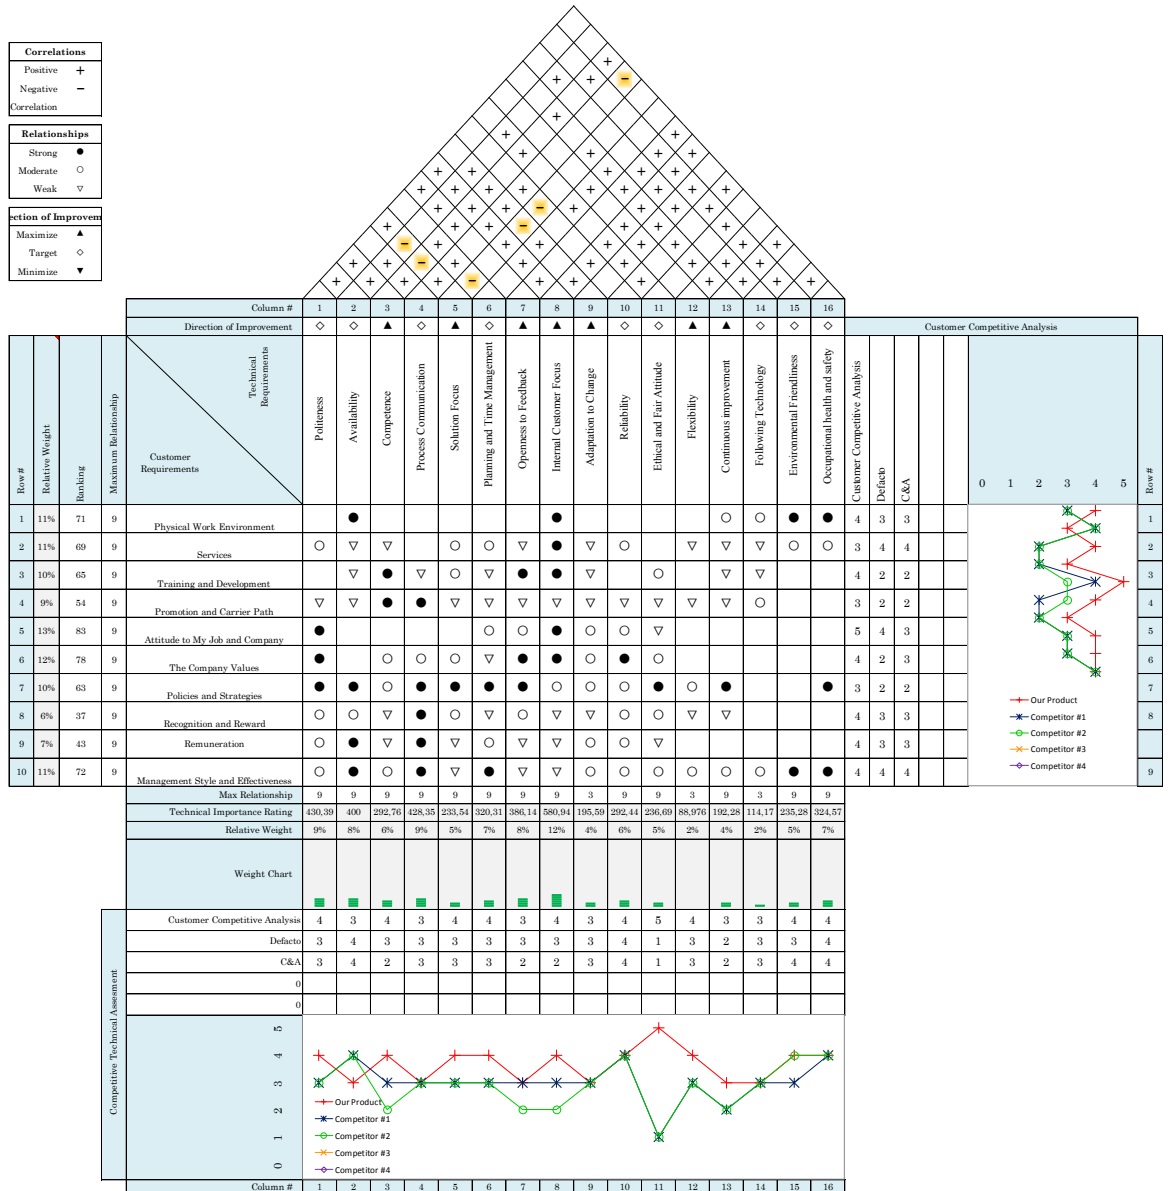 Correlations
Positive +
Negative −
Correlation
Relationships
Strong ●
Moderate ○
Weak ▽
ection of Improvem
Maximize ▲
Target ◇
Minimize ▼
Column # 1 2 3 4 5 6 7 8 9 10 11 12 13 14 15 16
Direction of Improvement ◇ ◇ ▲ ◇ ▲ ◇ ▲ ▲ ▲ ◇ ◇ ▲ ▲ ◇ ◇ ◇
Customer Competitive Analysis
Row #
Relative Weight
Ranking
Maximum Relationship
Technical
Requirements
Customer
Requirements
Politeness
Availability
Competence
Process Communication
Solution Focus
Planning and Time Management
Openness to Feedback
Internal Customer Focus
Adaptation to Change
Reliability
Ethical and Fair Attitude
Flexibility
Continuous improvement
Following Technology
Environmental Friendliness
Occupational health and safety
Customer Competitive Analysis
Defacto
C&A
0 1 2 3 4 5
Row #
1 11% 71 9 Physical Work Environment ● ● ○ ○ ● ● 4 3 3 1
2 11% 69 9 Services ○ ▽ ▽ ○ ○ ▽ ● ▽ ○ ▽ ▽ ▽ ○ ○ 3 4 4 2
3 10% 65 9 Training and Development ▽ ● ▽ ○ ▽ ● ● ▽ ○ ▽ ▽ 4 2 2 3
4 9% 54 9 Promotion and Carrier Path ▽ ▽ ● ● ▽ ▽ ▽ ▽ ▽ ▽ ▽ ▽ ▽ ○ 3 2 2 4
5 13% 83 9 Attitude to My Job and Company ● ○ ○ ● ○ ○ ▽ 5 4 3 5
6 12% 78 9 The Company Values ● ○ ○ ○ ▽ ● ● ○ ● ○ 4 2 3 6
7 10% 63 9 Policies and Strategies ● ● ○ ● ● ● ● ○ ○ ○ ● ○ ● ● 3 2 2 7
8 6% 37 9 Recognition and Reward ○ ○ ▽ ● ○ ▽ ○ ▽ ▽ ○ ○ ▽ ▽ 4 3 3 8
9 7% 43 9 Remuneration ○ ● ▽ ● ▽ ○ ▽ ▽ ○ ○ ▽ 4 3 3
10 11% 72 9 Management Style and Effectiveness ○ ● ○ ● ▽ ● ▽ ▽ ○ ○ ○ ○ ○ ○ ● ● 4 4 4 9
Our Product
Competitor #1
Competitor #2
Competitor #3
Competitor #4
Max Relationship 9 9 9 9 9 9 9 9 3 9 9 3 9 3 9 9
Technical Importance Rating 430,39 400 292,76 428,35 233,54 320,31 386,14 580,94 195,59 292,44 236,69 88,976 192,28 114,17 235,28 324,57
Relative Weight 9% 8% 6% 9% 5% 7% 8% 12% 4% 6% 5% 2% 4% 2% 5% 7%
Weight Chart
Competitive Technical Assesment
Customer Competitive Analysis 4 3 4 3 4 4 3 4 3 4 5 4 3 3 4 4
Defacto 3 4 3 3 3 3 3 3 3 4 1 3 2 3 3 4
C&A 3 4 2 3 3 3 2 2 3 4 1 3 2 3 4 4
0
0
5
4
3
2
1
0
Our Product
Competitor #1
Competitor #2
Competitor #3
Competitor #4
Column # 1 2 3 4 5 6 7 8 9 10 11 12 13 14 15 16